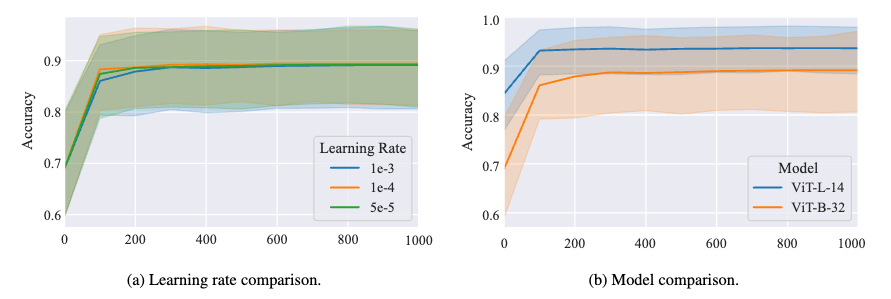 0.9
0.8
0.7
0.6
Accuracy
Learning Rate
1e-3
1e-4
5e-5
0 200 400 600 800 1000
(a) Learning rate comparison.
1.0
0.9
0.8
0.7
0.6
Accuracy
Model
ViT-L-14
ViT-B-32
0 200 400 600 800 1000
(b) Model comparison.